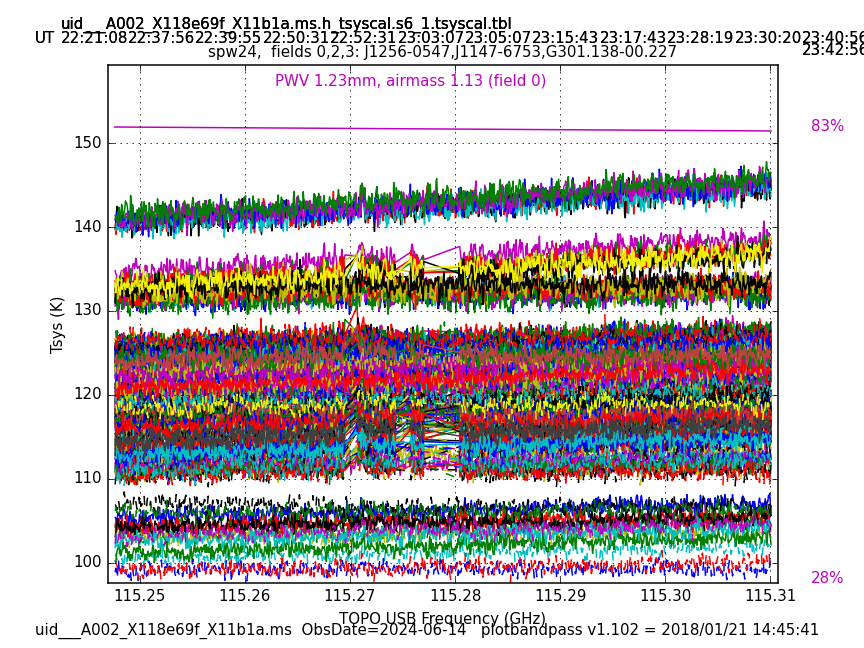 uid___A002_X118e69f_X11b1a.ms.h_tsyscal.s6_1.tsyscal.tbl
UT 22:21:08 22:37:56 22:39:55 22:50:31 22:52:31 23:03:07 23:05:07 23:15:43 23:17:43 23:28:19 23:30:20 23:40:56
23:42:56
spw24, fields 0,2,3: J1256-0547,J1147-6753,G301.138-00.227
PWV 1.23mm, airmass 1.13 (field 0)
83%
150
140
130
120
110
100
Tsys (K)
28%
115.25 115.26 115.27 115.28 115.29 115.30 115.31
TOPO USB Frequency (GHz)
uid___A002_X118e69f_X11b1a.ms ObsDate=2024-06-14 plotbandpass v1.102 = 2018/01/21 14:45:41